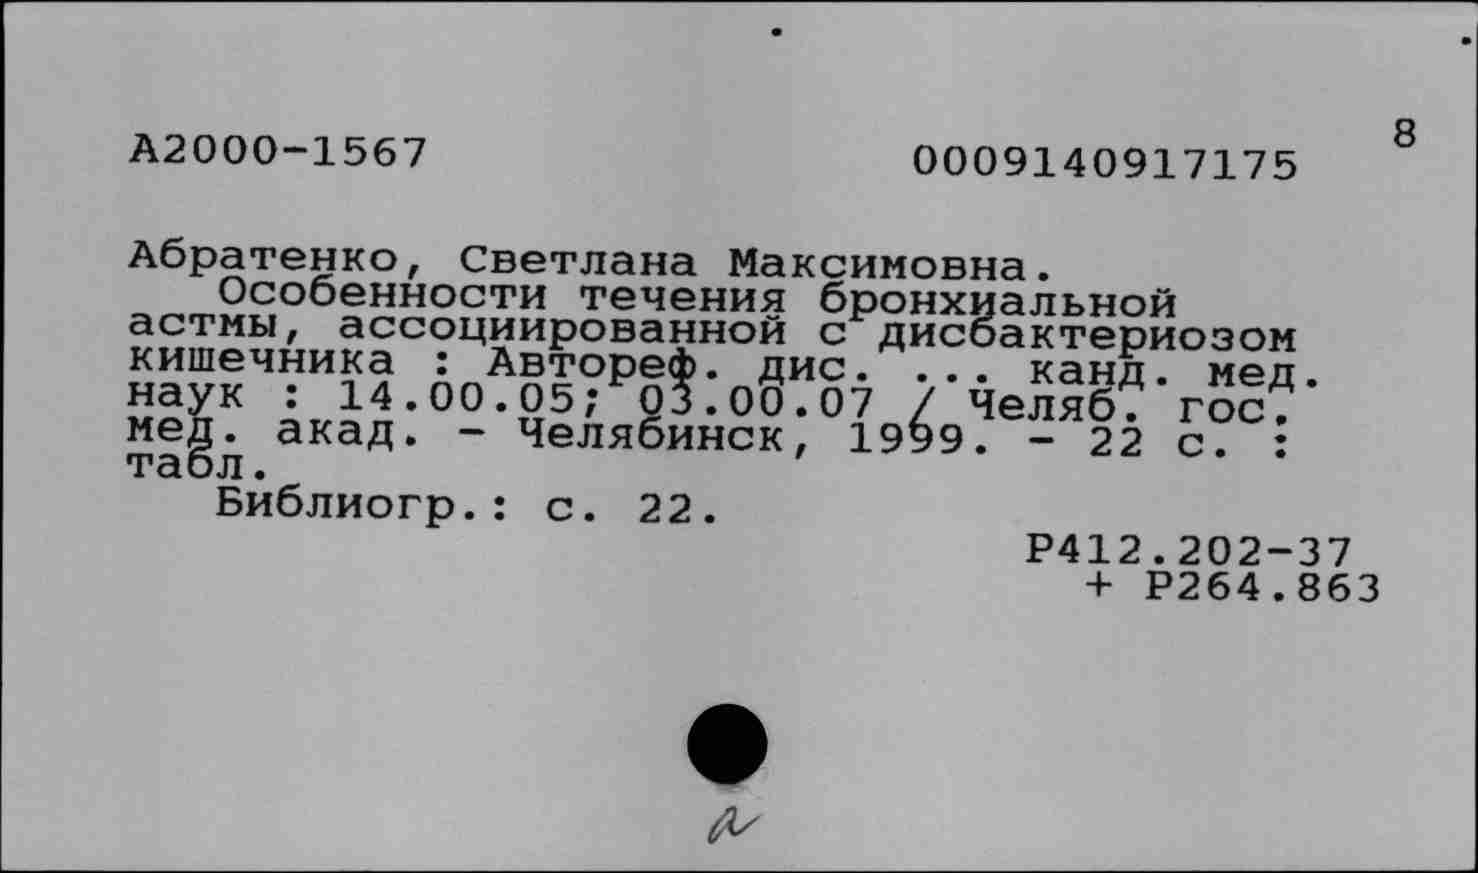 8
А2000-1567 0009140917175
Абратенко, Светлана Максимовна.
Особенности течения бронхиальной
астмы, ассоциированной с дисбактериозом
кишечника : Автореф. дис. ... канд. мед.
наук : 14.00.05; 03.00.07 / Челяб. гос.
мед. акад. - Челябинск, 1999. - 22 с. :
табл.
Библиогр.: с. 22.
Р412.202-37
+ Р264.863